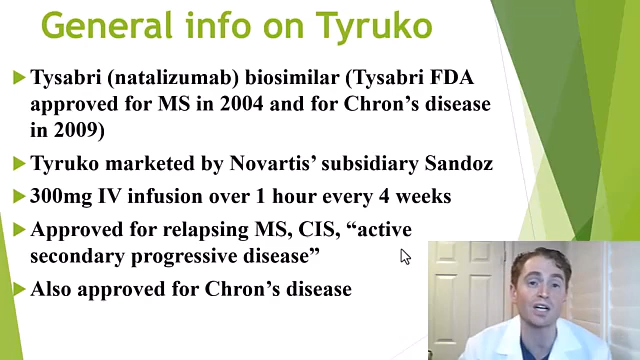 General info on Tyruko
Tysabri (natalizumab) biosimilar (Tysabri FDA
approved for MS in 2004 and for Chron's disease
in 2009)
Tyruko marketed by Novartis' subsidiary Sandoz
300mg IV infusion over 1 hour every 4 weeks
Approved for relapsing MS, CIS, “active
secondary progressive disease”
Also approved for Chron's disease